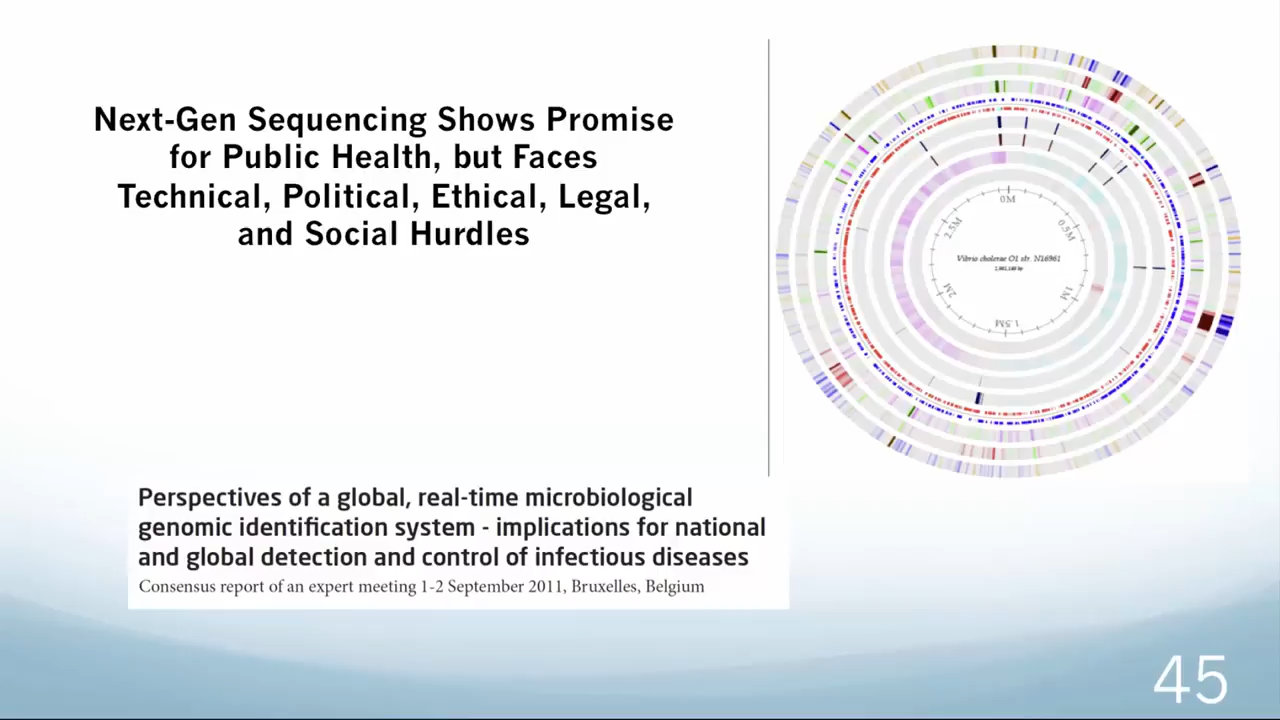 Next-Gen Sequencing Shows Promise
for Public Health, but Faces
Technical, Political, Ethical, Legal,
and Social Hurdles
0M
0.5M
1M
1.5M
2M
2.5M
Vibrio cholerae O1 str. N16961
Perspectives of a global, real-time microbiological
genomic identification system - implications for national
and global detection and control of infectious diseases
Consensus report of an expert meeting 1-2 September 2011, Bruxelles, Belgium
45